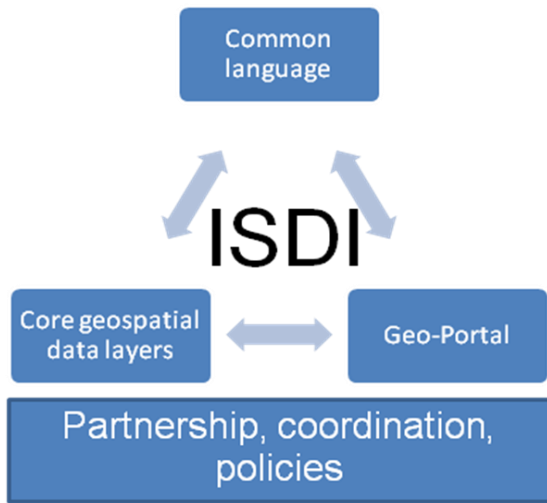 Common
language
ISDI
Core geospatial
data layers
Geo-Portal
Partnership, coordination,
policies